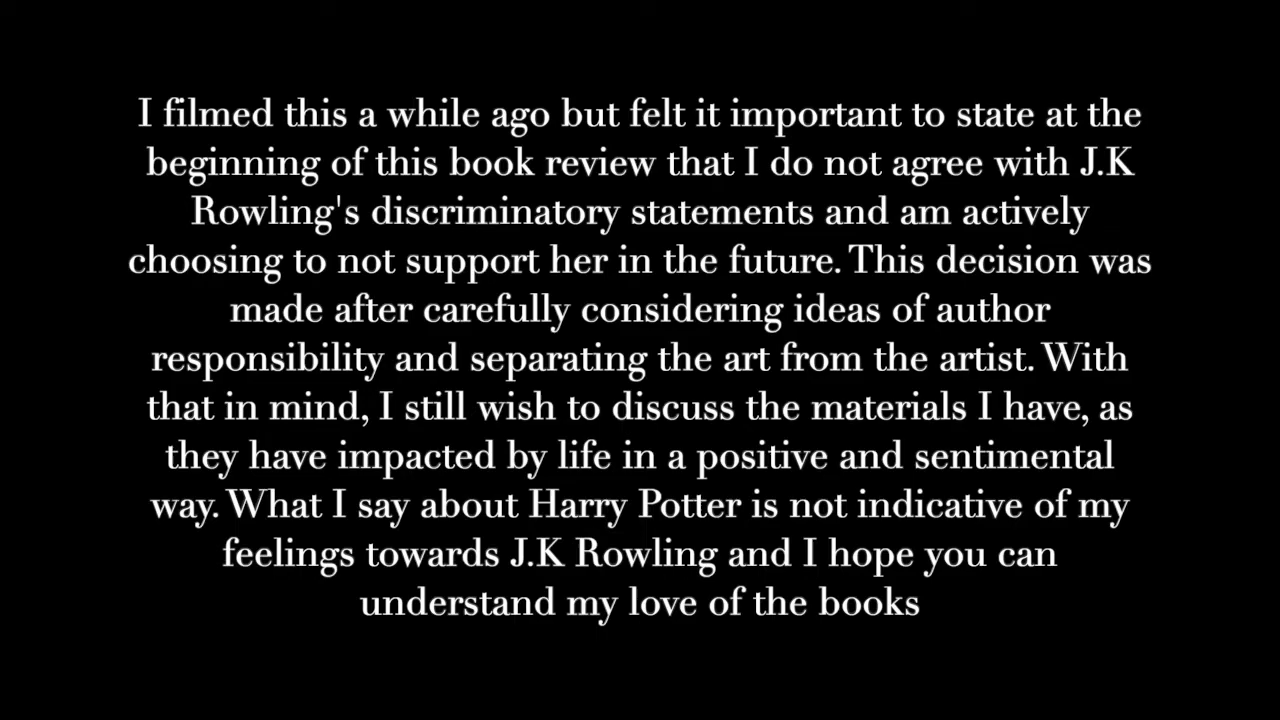 I filmed this a while ago but felt it important to state at the
beginning of this book review that I do not agree with J.K
Rowling's discriminatory statements and am actively
choosing to not support her in the future. This decision was
made after carefully considering ideas of author
responsibility and separating the art from the artist. With
that in mind, I still wish to discuss the materials I have, as
they have impacted by life in a positive and sentimental
way. What I say about Harry Potter is not indicative of my
feelings towards J.K Rowling and I hope you can
understand my love of the books